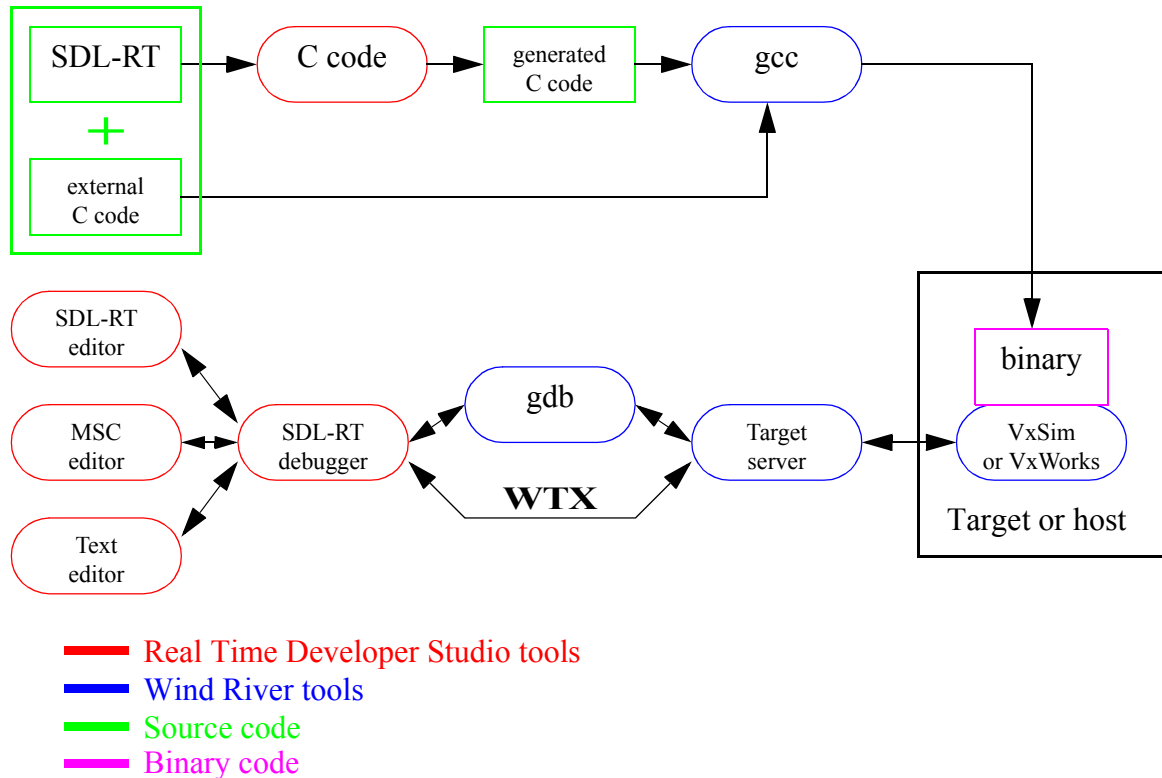 SDL-RT
C code
generated
C code
gcc
+
external
C code
SDL-RT
editor
MSC
editor
Text
editor
SDL-RT
debugger
gdb
WTX
Target
server
binary
VxSim
or VxWorks
Target or host
Real Time Developer Studio tools
Wind River tools
Source code
Binary code